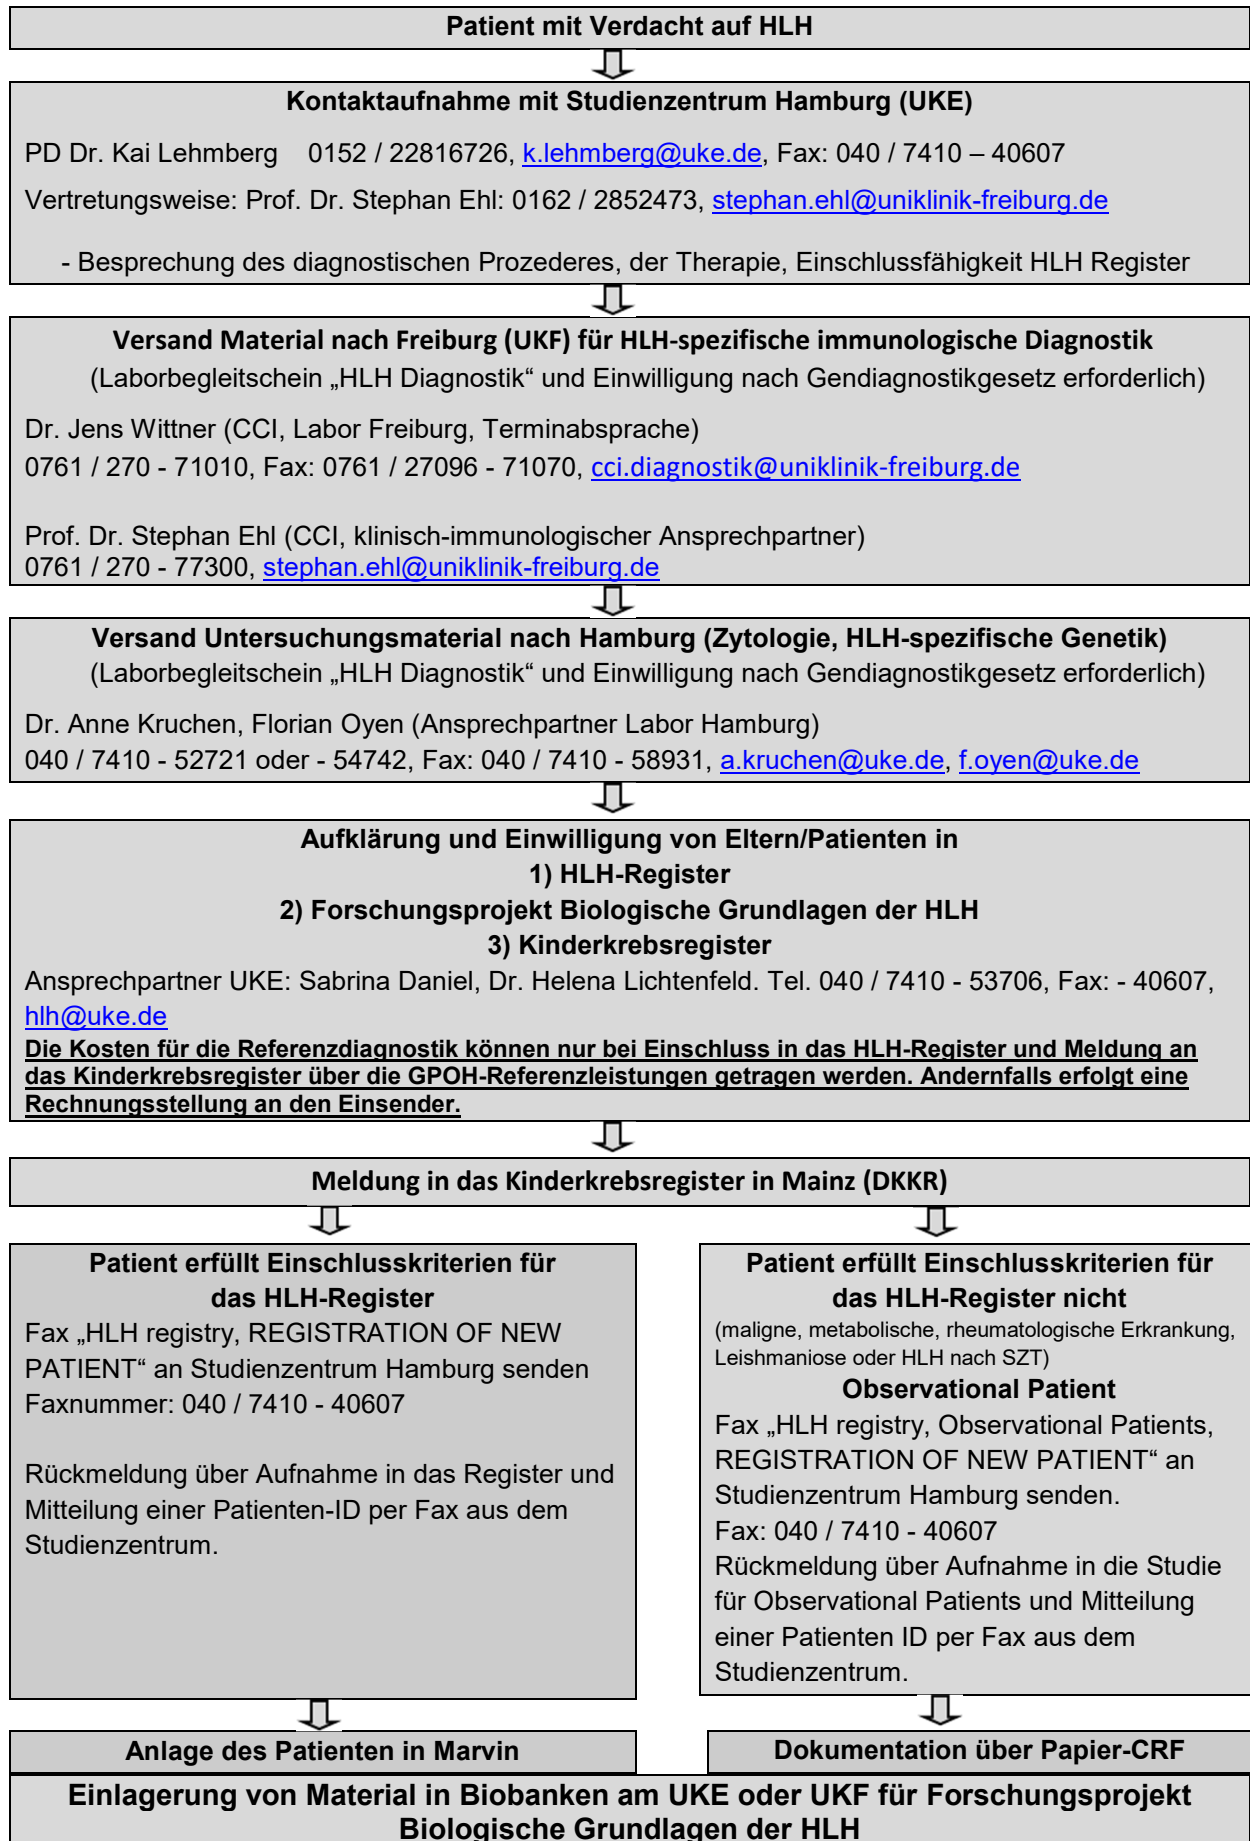 Patient mit Verdacht auf HLH
Kontaktaufnahme mit Studienzentrum Hamburg (UKE)
PD Dr. Kai Lehmberg 0152 / 22816726, k.lehmberg@uke.de, Fax: 040 / 7410 – 40607
Vertretungsweise: Prof. Dr. Stephan Ehl: 0162 / 2852473, stephan.ehl@uniklinik-freiburg.de
- Besprechung des diagnostischen Prozederes, der Therapie, Einschlussfähigkeit HLH Register
Versand Material nach Freiburg (UKF) für HLH-spezifische immunologische Diagnostik
(Laborbegleitschein „HLH Diagnostik“ und Einwilligung nach Gendiagnostikgesetz erforderlich)
Dr. Jens Wittner (CCI, Labor Freiburg, Terminabsprache)
0761 / 270 - 71010, Fax: 0761 / 27096 - 71070, cci.diagnostik@uniklinik-freiburg.de
Prof. Dr. Stephan Ehl (CCI, klinisch-immunologischer Ansprechpartner)
0761 / 270 - 77300, stephan.ehl@uniklinik-freiburg.de
Versand Untersuchungsmaterial nach Hamburg (Zytologie, HLH-spezifische Genetik)
(Laborbegleitschein „HLH Diagnostik“ und Einwilligung nach Gendiagnostikgesetz erforderlich)
Dr. Anne Kruchen, Florian Oyen (Ansprechpartner Labor Hamburg)
040 / 7410 - 52721 oder - 54742, Fax: 040 / 7410 - 58931, a.kruchen@uke.de, f.oyen@uke.de
Aufklärung und Einwilligung von Eltern/Patienten in
1) HLH-Register
2) Forschungsprojekt Biologische Grundlagen der HLH
3) Kinderkrebsregister
Ansprechpartner UKE: Sabrina Daniel, Dr. Helena Lichtenfeld. Tel. 040 / 7410 - 53706, Fax: - 40607,
hlh@uke.de
Die Kosten für die Referenzdiagnostik können nur bei Einschluss in das HLH-Register und Meldung an
das Kinderkrebsregister über die GPOH-Referenzleistungen getragen werden. Andernfalls erfolgt eine
Rechnungsstellung an den Einsender.
Meldung in das Kinderkrebsregister in Mainz (DKKR)
Patient erfüllt Einschlusskriterien für
das HLH-Register
Fax „HLH registry, REGISTRATION OF NEW
PATIENT“ an Studienzentrum Hamburg senden
Faxnummer: 040 / 7410 - 40607
Rückmeldung über Aufnahme in das Register und
Mitteilung einer Patienten-ID per Fax aus dem
Studienzentrum.
Patient erfüllt Einschlusskriterien für
das HLH-Register nicht
(maligne, metabolische, rheumatologische Erkrankung,
Leishmaniose oder HLH nach SZT)
Observational Patient
Fax „HLH registry, Observational Patients,
REGISTRATION OF NEW PATIENT“ an
Studienzentrum Hamburg senden.
Fax: 040 / 7410 - 40607
Rückmeldung über Aufnahme in die Studie
für Observational Patients und Mitteilung
einer Patienten ID per Fax aus dem
Studienzentrum.
Anlage des Patienten in Marvin
Dokumentation über Papier-CRF
Einlagerung von Material in Biobanken am UKE oder UKF für Forschungsprojekt
Biologische Grundlagen der HLH